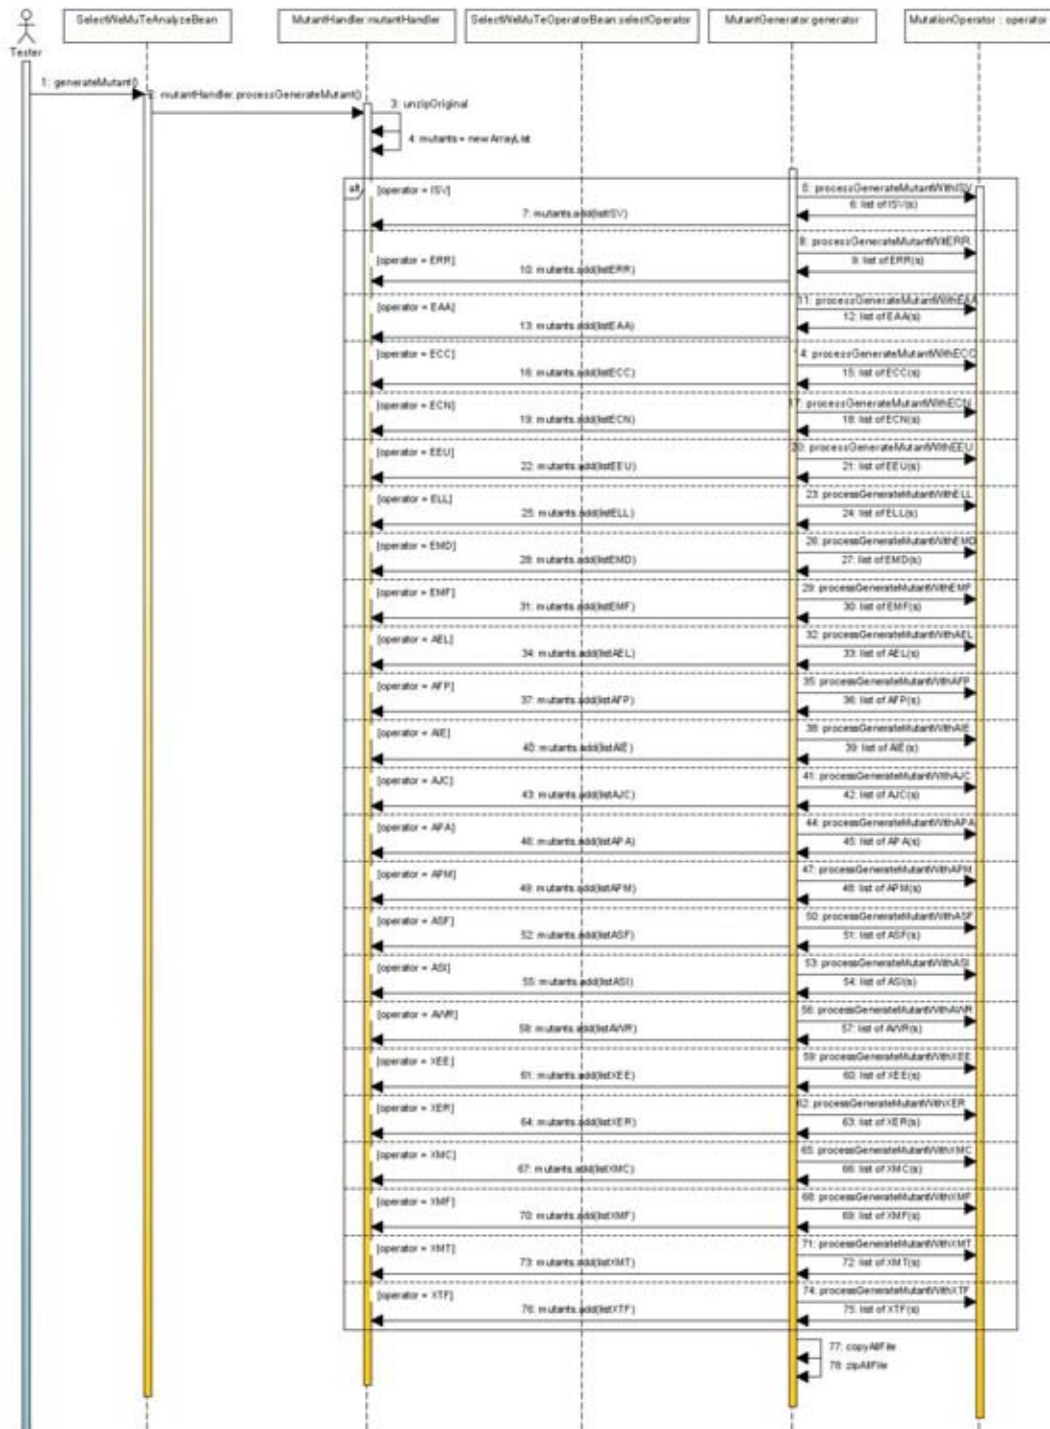 SelectWeMuTeAnalyzeBean
MutantHandler:mutantHandler
SelectWeMuTeOperatorBean:selectOperator
MutantGenerator:generator
MutationOperator : operator
Tester
1: generateMutant()
2: mutantHandler.processGenerateMutant()
3: unzipOriginal
4: mutants = newArrayList
alt
[operator = ISV]
5: processGenerateMutantWithISV
6: list of ISV(s)
7: mutants.add(listISV)
[operator = ERR]
8: processGenerateMutantWitERR
9: list of ERR(s)
10: mutants.add(listERR)
[operator = EAA]
11: processGenerateMutantWithEAA
12: list of EAA(s)
13: mutants.add(listEAA)
[operator = ECC]
14: processGenerateMutantWithECC
15: list of ECC(s)
16: mutants.add(listECC)
[operator = ECN]
17: processGenerateMutantWithECN
18: list of ECN(s)
19: mutants.add(listECN)
[operator = EEU]
20: processGenerateMutantWithEEU
21: list of EEU(s)
22: mutants.add(listEEU)
[operator = ELL]
23: processGenerateMutantWithELL
24: list of ELL(s)
25: mutants.add(listELL)
[operator = EMD]
26: processGenerateMutantWithEMD
27: list of EMD(s)
28: mutants.add(listEMD)
[operator = EMF]
29: processGenerateMutantWithEMF
30: list of EMF(s)
31: mutants.add(listEMF)
[operator = AEL]
32: processGenerateMutantWithAEL
33: list of AEL(s)
34: mutants.add(listAEL)
[operator = AFP]
35: processGenerateMutantWithAFP
36: list of AFP(s)
37: mutants.add(listAFP)
[operator = AIE]
38: processGenerateMutantWithAIE
39: list of AIE(s)
40: mutants.add(listAIE)
[operator = AJC]
41: processGenerateMutantWithAJC
42: list of AJC(s)
43: mutants.add(listAJC)
[operator = APA]
44: processGenerateMutantWithAPA
45: list of APA(s)
46: mutants.add(listAPA)
[operator = APM]
47: processGenerateMutantWithAPM
48: list of APM(s)
49: mutants.add(listAPM)
[operator = ASF]
50: processGenerateMutantWithASF
51: list of ASF(s)
52: mutants.add(listASF)
[operator = ASI]
53: processGenerateMutantWithASI
54: list of ASI(s)
55: mutants.add(listASI)
[operator = AWR]
56: processGenerateMutantWithAWR
57: list of AWR(s)
58: mutants.add(listAWR)
[operator = XEE]
59: processGenerateMutantWithXEE
60: list of XEE(s)
61: mutants.add(listXEE)
[operator = XER]
62: processGenerateMutantWithXER
63: list of XER(s)
64: mutants.add(listXER)
[operator = XMC]
65: processGenerateMutantWithXMC
66: list of XMC(s)
67: mutants.add(listXMC)
[operator = XMF]
68: processGenerateMutantWithXMF
69: list of XMF(s)
70: mutants.add(listXMF)
[operator = XMT]
71: processGenerateMutantWithXMT
72: list of XMT(s)
73: mutants.add(listXMT)
[operator = XTF]
74: processGenerateMutantWithXTF
75: list of XTF(s)
76: mutants.add(listXTF)
77: copyAllFile
78: zipAllFile